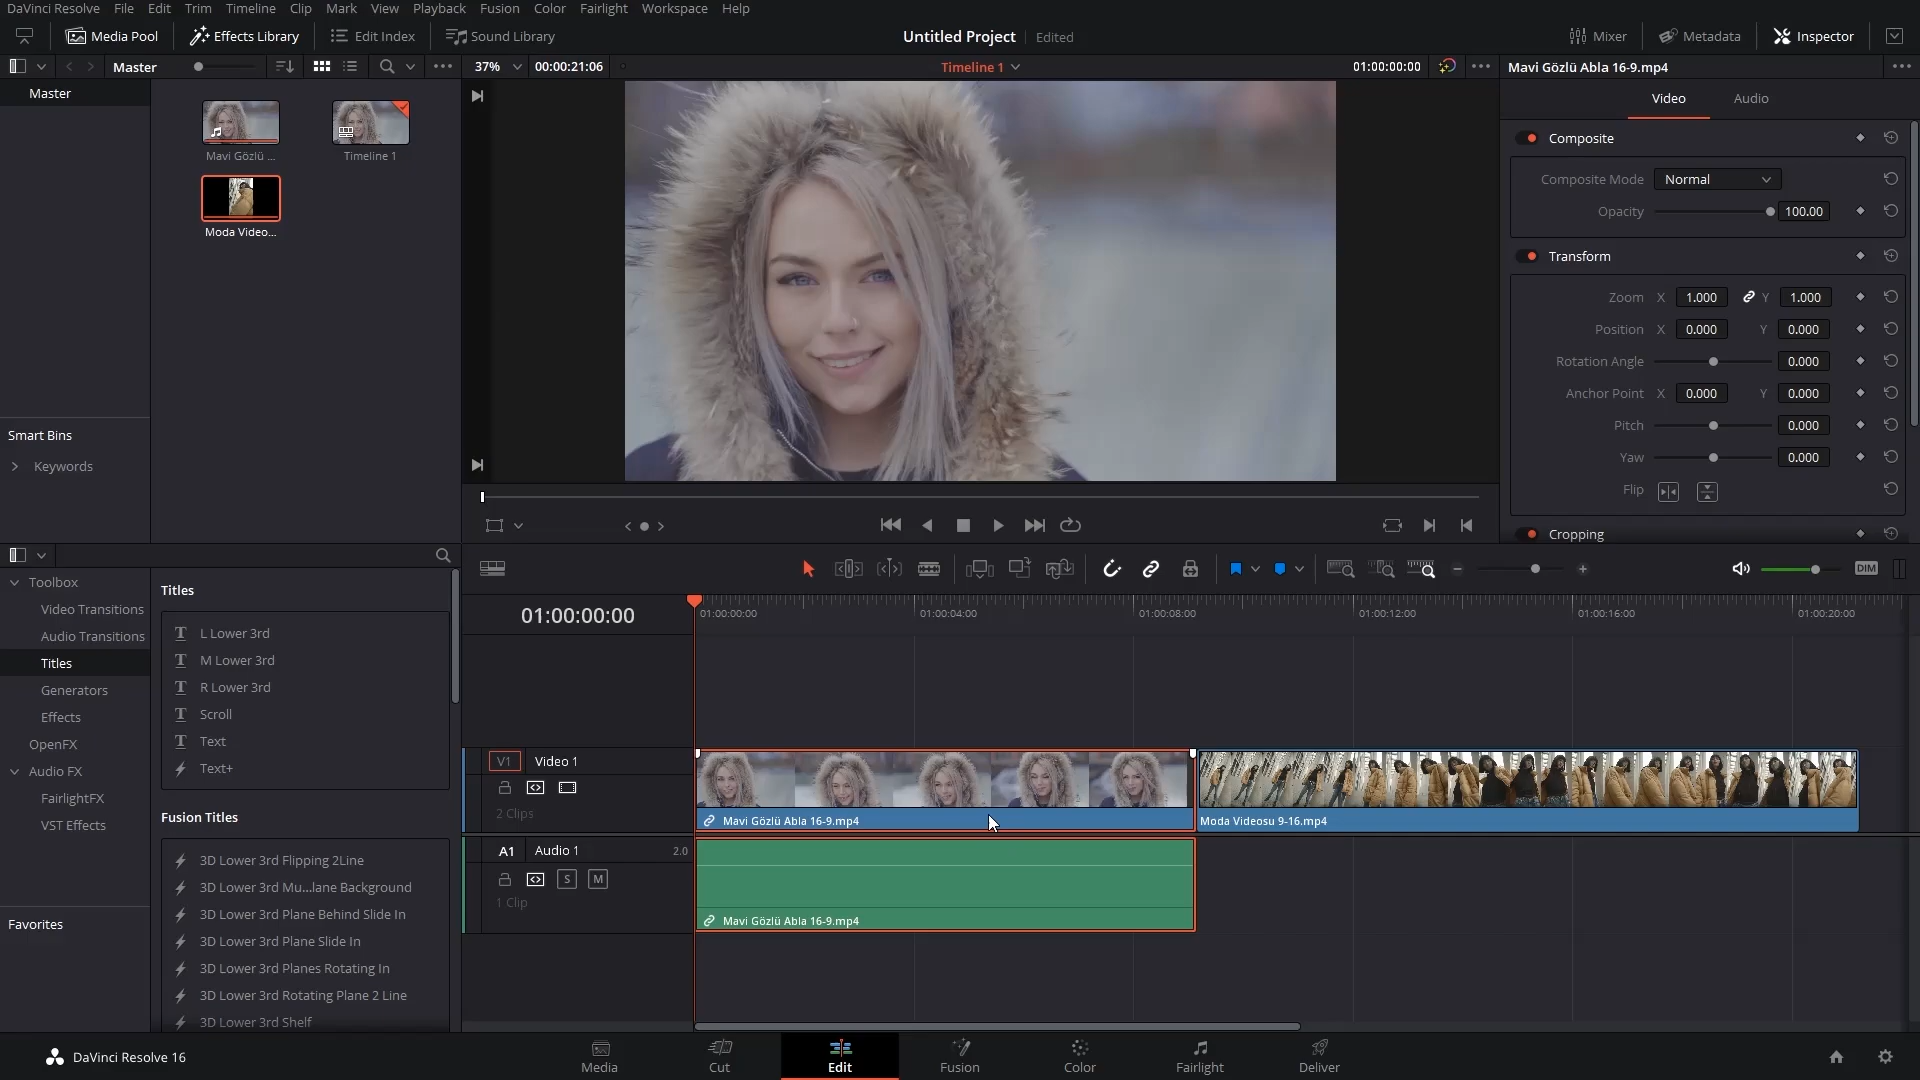 DaVinci Resolve File Edit Trim Timeline Clip Mark View Playback Fusion Color Fairlight Workspace Help
Media Pool Effects Library Edit Index Sound Library Untitled Project Edited Mixer Metadata Inspector
Master 37% 00:00:21:06 Timeline 1 01:00:00:00 Mavi Gözlü Abla 16-9.mp4
Master
Video Audio
Mavi Gözlü ... Timeline 1
Moda Video...
Composite
Composite Mode Normal
Opacity 100.00
Transform
Zoom X 1.000 Y 1.000
Position X 0.000 Y 0.000
Rotation Angle 0.000
Anchor Point X 0.000 Y 0.000
Pitch 0.000
Yaw 0.000
Flip
Cropping
Smart Bins
Keywords
Toolbox
Video Transitions
Audio Transitions
Titles
Generators
Effects
OpenFX
Audio FX
FairlightFX
VST Effects
Favorites
Titles
L Lower 3rd
M Lower 3rd
R Lower 3rd
Scroll
Text
Text+
Fusion Titles
3D Lower 3rd Flipping 2Line
3D Lower 3rd Mu...lane Background
3D Lower 3rd Plane Behind Slide In
3D Lower 3rd Plane Slide In
3D Lower 3rd Planes Rotating In
3D Lower 3rd Rotating Plane 2 Line
3D Lower 3rd Shelf
DIM
01:00:00:00
01:00:00:00 01:00:04:00 01:00:08:00 01:00:12:00 01:00:16:00 01:00:20:00
V1 Video 1
2 Clips
Mavi Gözlü Abla 16-9.mp4 Moda Videosu 9-16.mp4
A1 Audio 1 2.0
S M
1 Clip
Mavi Gözlü Abla 16-9.mp4
DaVinci Resolve 16
Media Cut Edit Fusion Color Fairlight Deliver